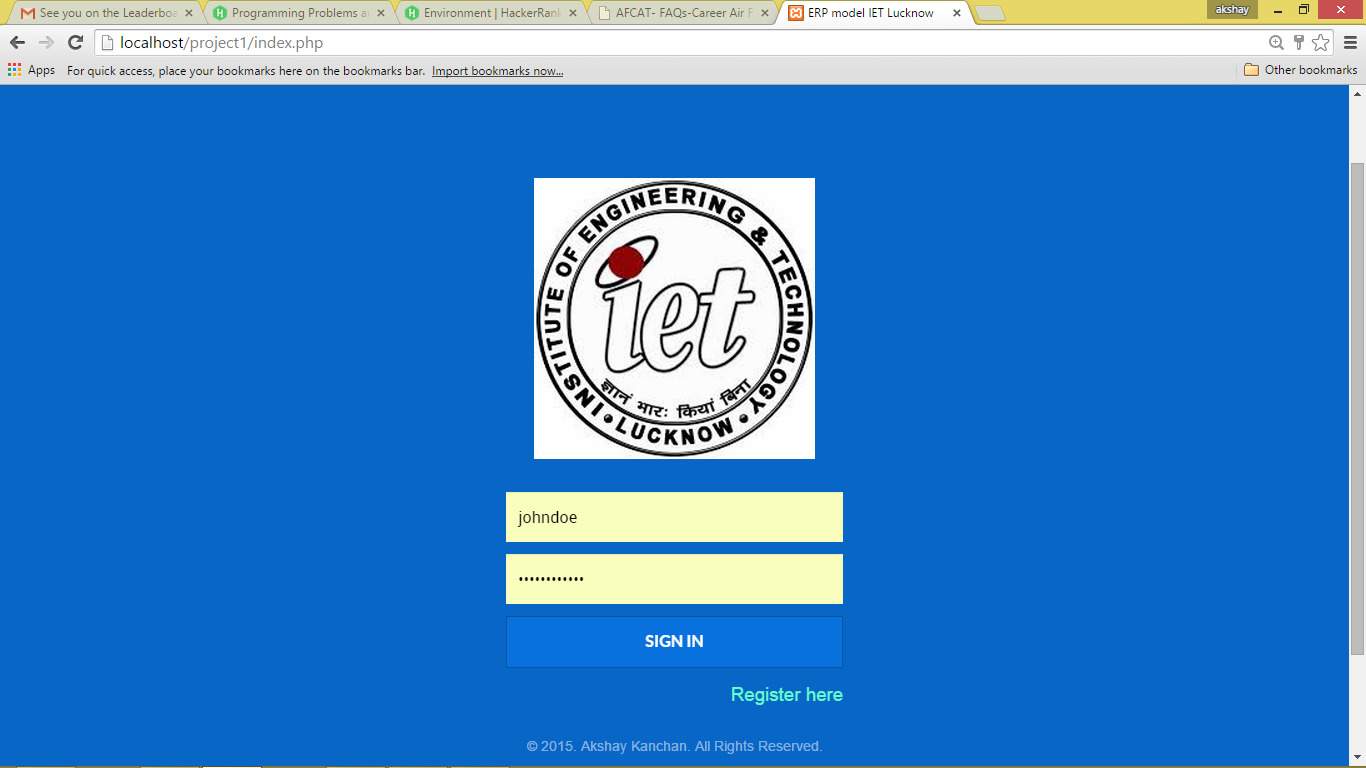 See you on the Leaderboa
Programming Problems a
Environment | HackerRank
AFCAT- FAQs-Career Air F
ERP model IET Lucknow
akshay
localhost/project1/index.php
Apps
For quick access, place your bookmarks here on the bookmarks bar. Import bookmarks now...
Other bookmarks
INSTITUTE OF ENGINEERING & TECHNOLOGY
iet
ज्ञानं भारः कियां बिना
LUCKNOW
johndoe
••••••••••••
SIGN IN
Register here
© 2015. Akshay Kanchan. All Rights Reserved.